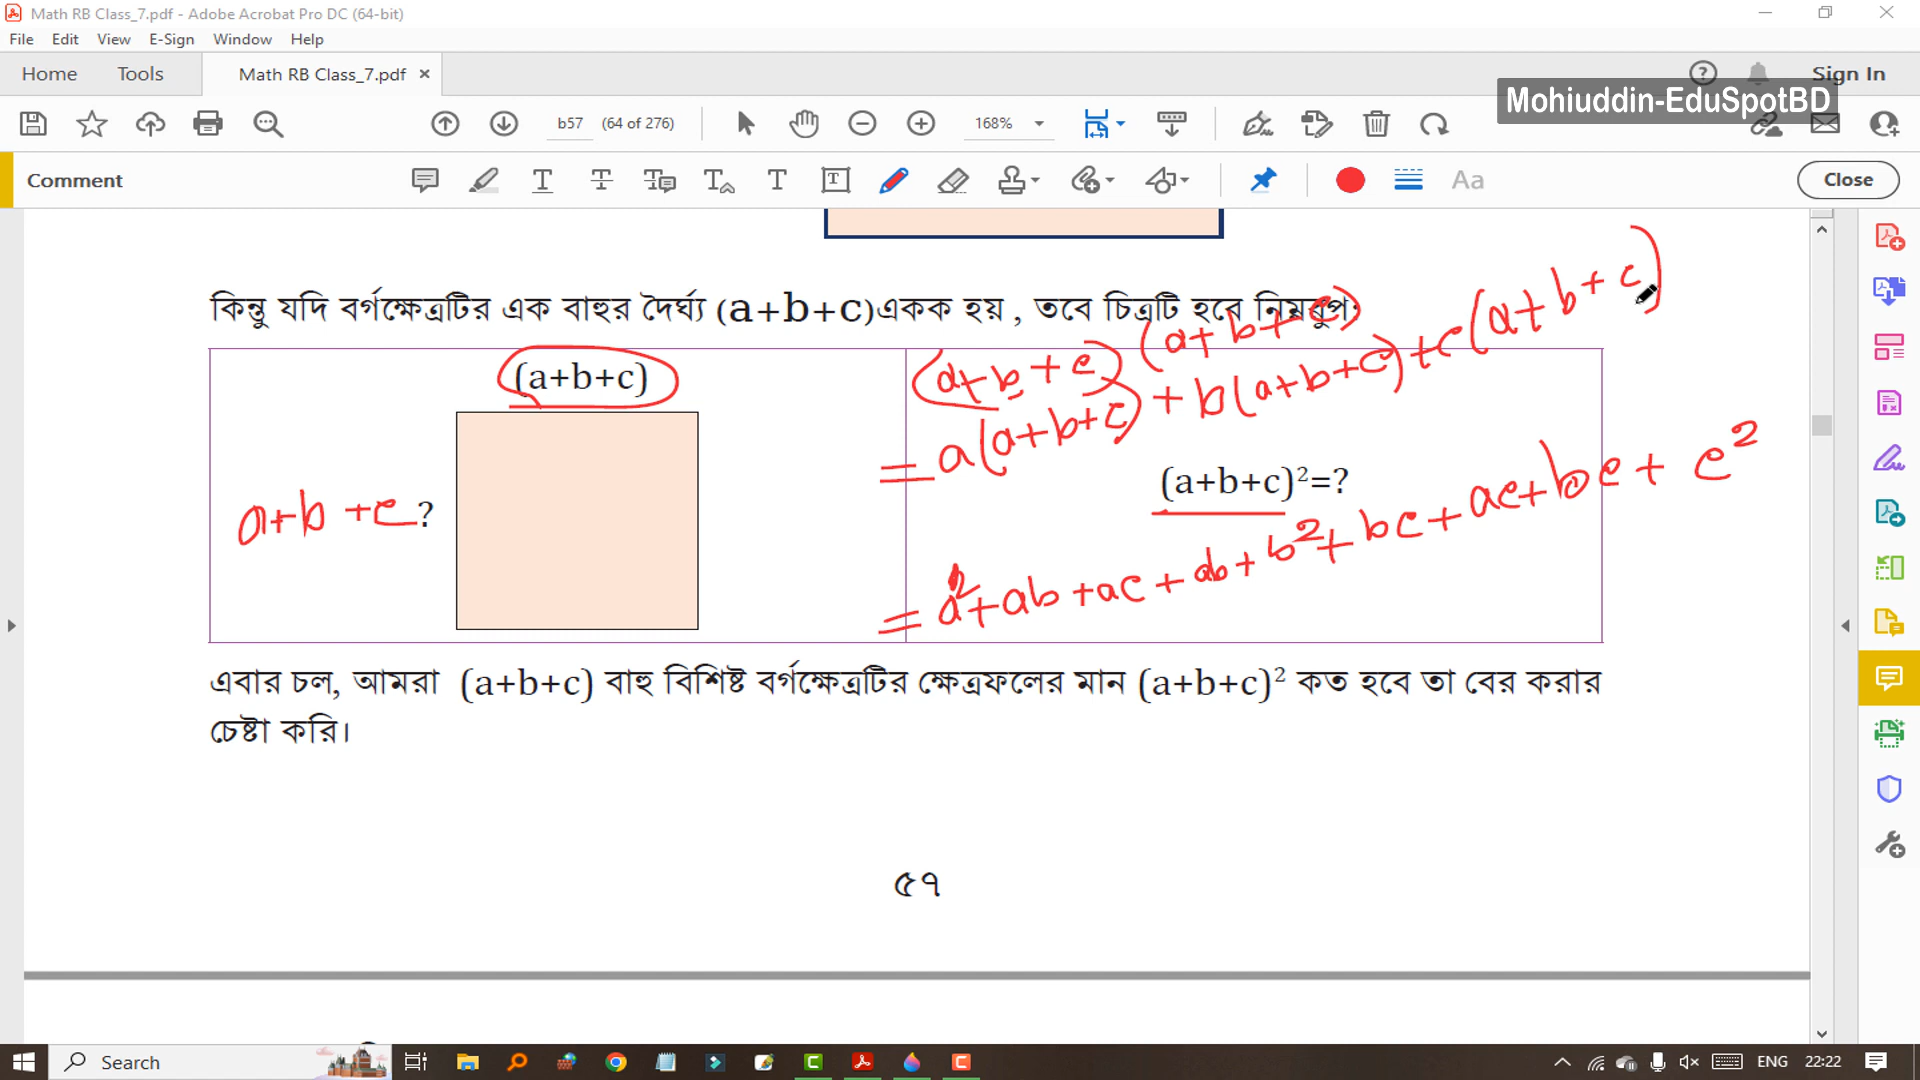 Math RB Class_7.pdf - Adobe Acrobat Pro DC (64-bit)
File Edit View E-Sign Window Help
Home Tools Math RB Class_7.pdf × Sign In
Mohiuddin-EduSpotBD
b57 (64 of 276) 168%
Comment T T T T T Aa Close
কিন্তু যদি বর্গক্ষেত্রটির এক বাহুর দৈর্ঘ্য (a+b+c)একক হয় , তবে চিত্রটি হবে নিম্নরূপ:
(a+b+c)
a+b+c?
(a+b+c) (a+b+c)
= a(a+b+c) + b(a+b+c) + c(a+b+c)
(a+b+c)²=?
= a²+ab+ac+ab+b²+bc+ac+bc+c²
এবার চল, আমরা (a+b+c) বাহু বিশিষ্ট বর্গক্ষেত্রটির ক্ষেত্রফলের মান (a+b+c)² কত হবে তা বের করার
চেষ্টা করি।
৫৭
Search ENG 22:22